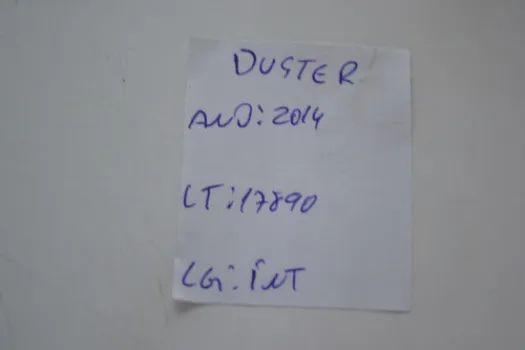 DUSTER
ANO: 2014
LT: 17890
LG: INT